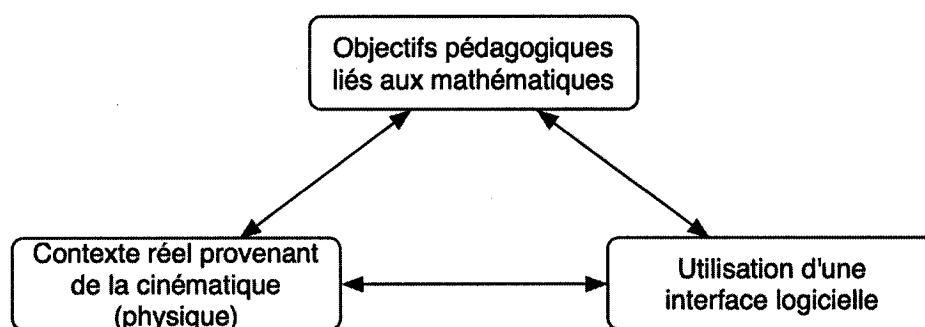 Objectifs pédagogiques
liés aux mathématiques
Contexte réel provenant
de la cinématique
(physique)
Utilisation d'une
interface logicielle